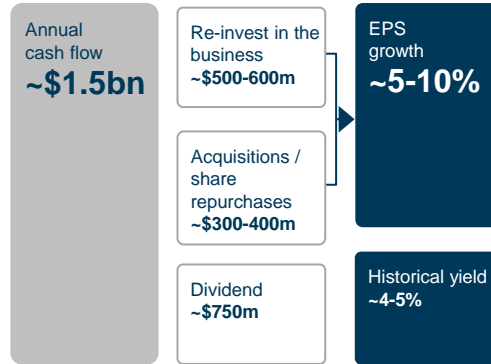 Annual
cash flow
~$1.5bn
Re-invest in the
business
~$500-600m
Acquisitions /
share
repurchases
~$300-400m
Dividend
~$750m
EPS
growth
~5-10%
Historical yield
~4-5%